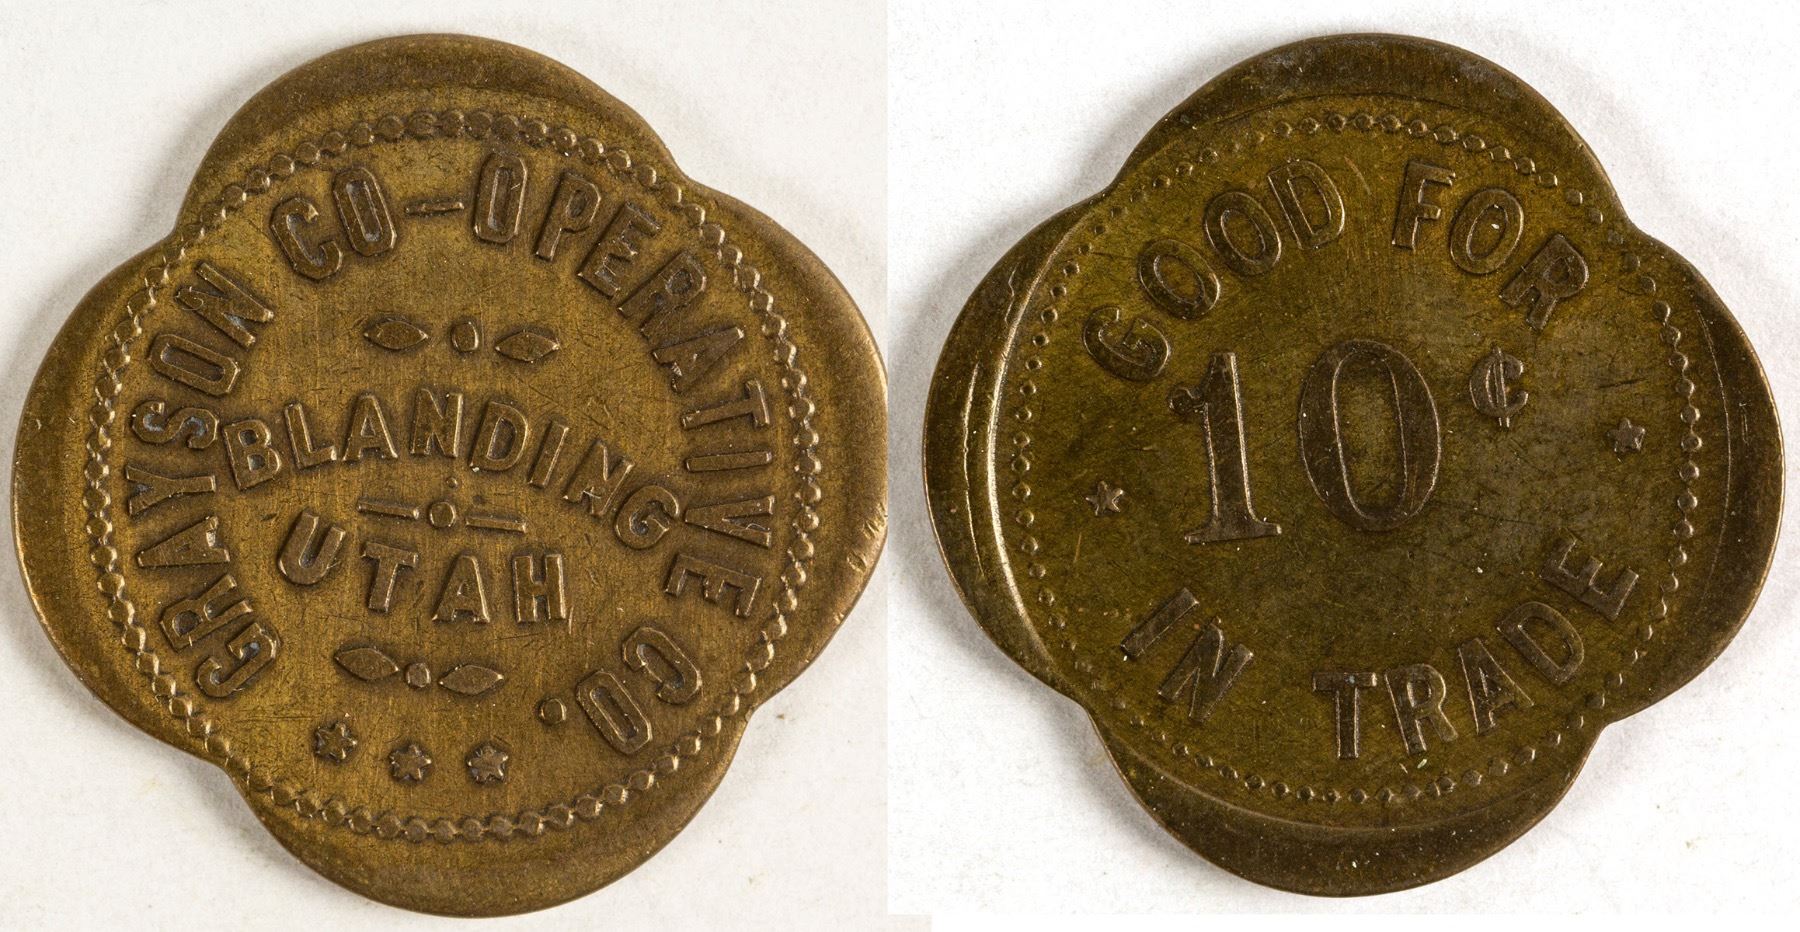 GRAYSON CO-OPERATIVE CO.
BLANDING
UTAH
GOOD FOR
10¢
IN TRADE